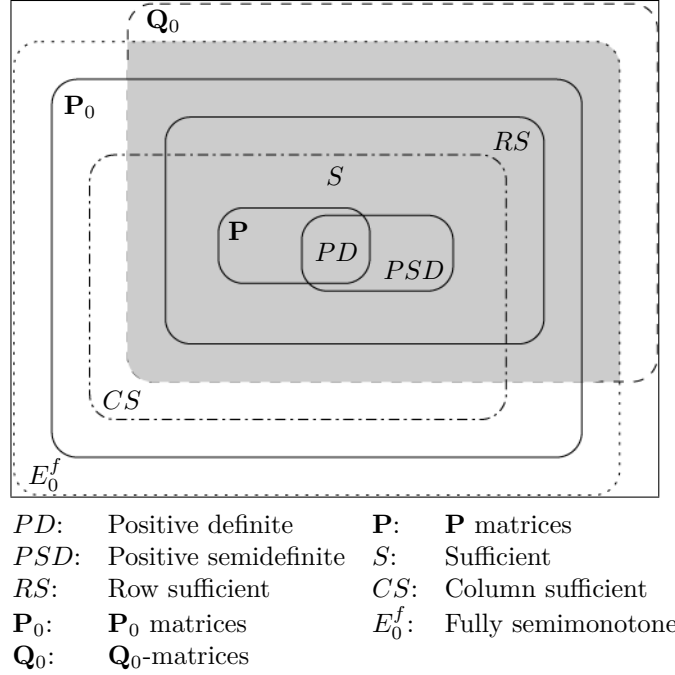 Q₀
P₀
RS
S
P
PD
PSD
CS
E₀ᶠ
PD: Positive definite P: P matrices
PSD: Positive semidefinite S: Sufficient
RS: Row sufficient CS: Column sufficient
P₀: P₀ matrices E₀ᶠ: Fully semimonotone
Q₀: Q₀-matrices